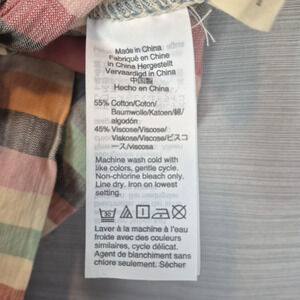 Made in China
Fabriqué en Chine
in China Hergestellt
Vervaardigd in China
中国製
Hecho en China
55% Cotton/Coton/
Baumwolle/Katoen/綿/
algodón
45% Viscose/Viscose/
Viskose/Viscose/ビスコ
ース/Viscosa
Machine wash cold with
like colors, gentle cycle.
Non-chlorine bleach only.
Line dry. Iron on lowest
setting.
Laver à la machine à l'eau
froide avec des couleurs
similaires, cycle délicat.
Agent de blanchiment sans
chlore seulement. Sécher